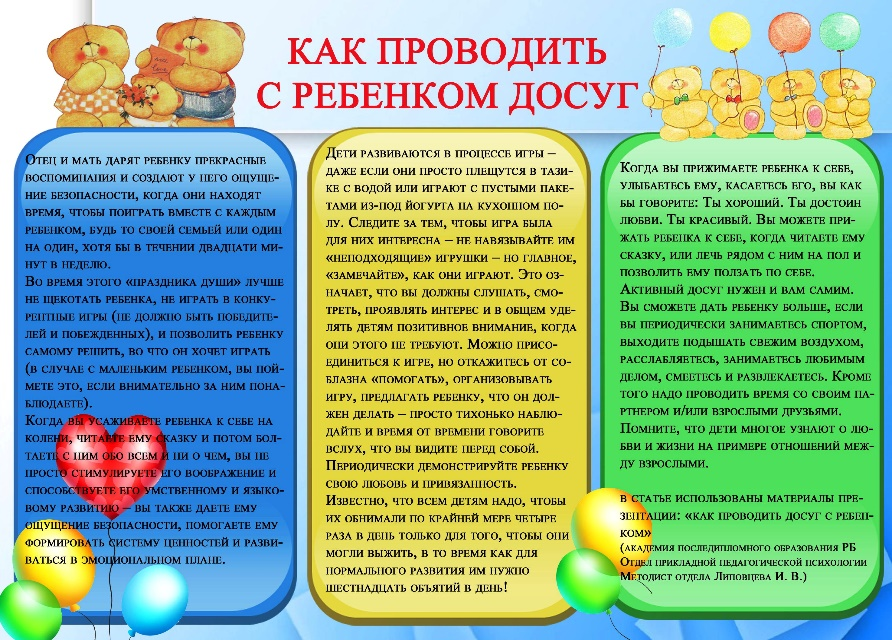 КАК ПРОВОДИТЬ
С РЕБЕНКОМ ДОСУГ
Отец и мать дарят ребенку прекрасные
воспоминания и создают у него ощуще-
ние безопасности, когда они находят
время, чтобы поиграть вместе с каждым
ребенком, будь то своей семьей или один
на один, хотя бы в течении двадцати ми-
нут в неделю.
Во время этого «праздника души» лучше
не щекотать ребенка, не играть в конку-
рентные игры (не должно быть победите-
лей и побежденных), и позволить ребенку
самому решить, во что он хочет играть
(в случае с маленьким ребенком, вы пой-
мете это, если внимательно за ним пона-
блюдаете).
Когда вы усаживаете ребенка к себе на
колени, читаете ему сказку и потом бол-
таете с ним обо всем и ни о чем, вы не
просто стимулируете его воображение и
способствуете его умственному и языко-
вому развитию – вы также даете ему
ощущение безопасности, помогаете ему
формировать систему ценностей и разви-
ваться в эмоциональном плане.
Дети развиваются в процессе игры –
даже если они просто плещутся в тази-
ке с водой или играют с пустыми паке-
тами из-под йогурта на кухонном по-
лу. Следите за тем, чтобы игра была
для них интересна – не навязывайте им
«неподходящие» игрушки – но главное,
«замечайте», как они играют. Это оз-
начает, что вы должны слушать, смо-
треть, проявлять интерес и в общем уде-
лять детям позитивное внимание, когда
они этого не требуют. Можно присо-
единиться к игре, но откажитесь от со-
блазна «помогать», организовывать
игру, предлагать ребенку, что он дол-
жен делать – просто тихонько наблю-
дайте и время от времени говорите
вслух, что вы видите перед собой.
Периодически демонстрируйте ребенку
свою любовь и привязанность.
Известно, что всем детям надо, чтобы
их обнимали по крайней мере четыре
раза в день только для того, чтобы они
могли выжить, в то время как для
нормального развития им нужно
шестнадцать объятий в день!
Когда вы прижимаете ребенка к себе,
улыбаетесь ему, касаетесь его, вы как
бы говорите: Ты хороший. Ты достоин
любви. Ты красивый. Вы можете при-
жать ребенка к себе, когда читаете ему
сказку, или лечь рядом с ним на пол и
позволить ему ползать по себе.
Активный досуг нужен и вам самим.
Вы сможете дать ребенку больше, если
вы периодически занимаетесь спортом,
выходите подышать свежим воздухом,
расслабляетесь, занимаетесь любимым
делом, смеетесь и развлекаетесь. Кроме
того надо проводить время со своим па-
ртнером и/или взрослыми друзьями.
Помните, что дети многое узнают о лю-
бви и жизни на примере отношений меж-
ду взрослыми.
в статье использованы материалы пре-
зентации: «как проводить досуг с ребен-
ком»
(академия последипломного образования РБ
Отдел прикладной педагогической психологии
Методист отдела Липовцева И. В.)